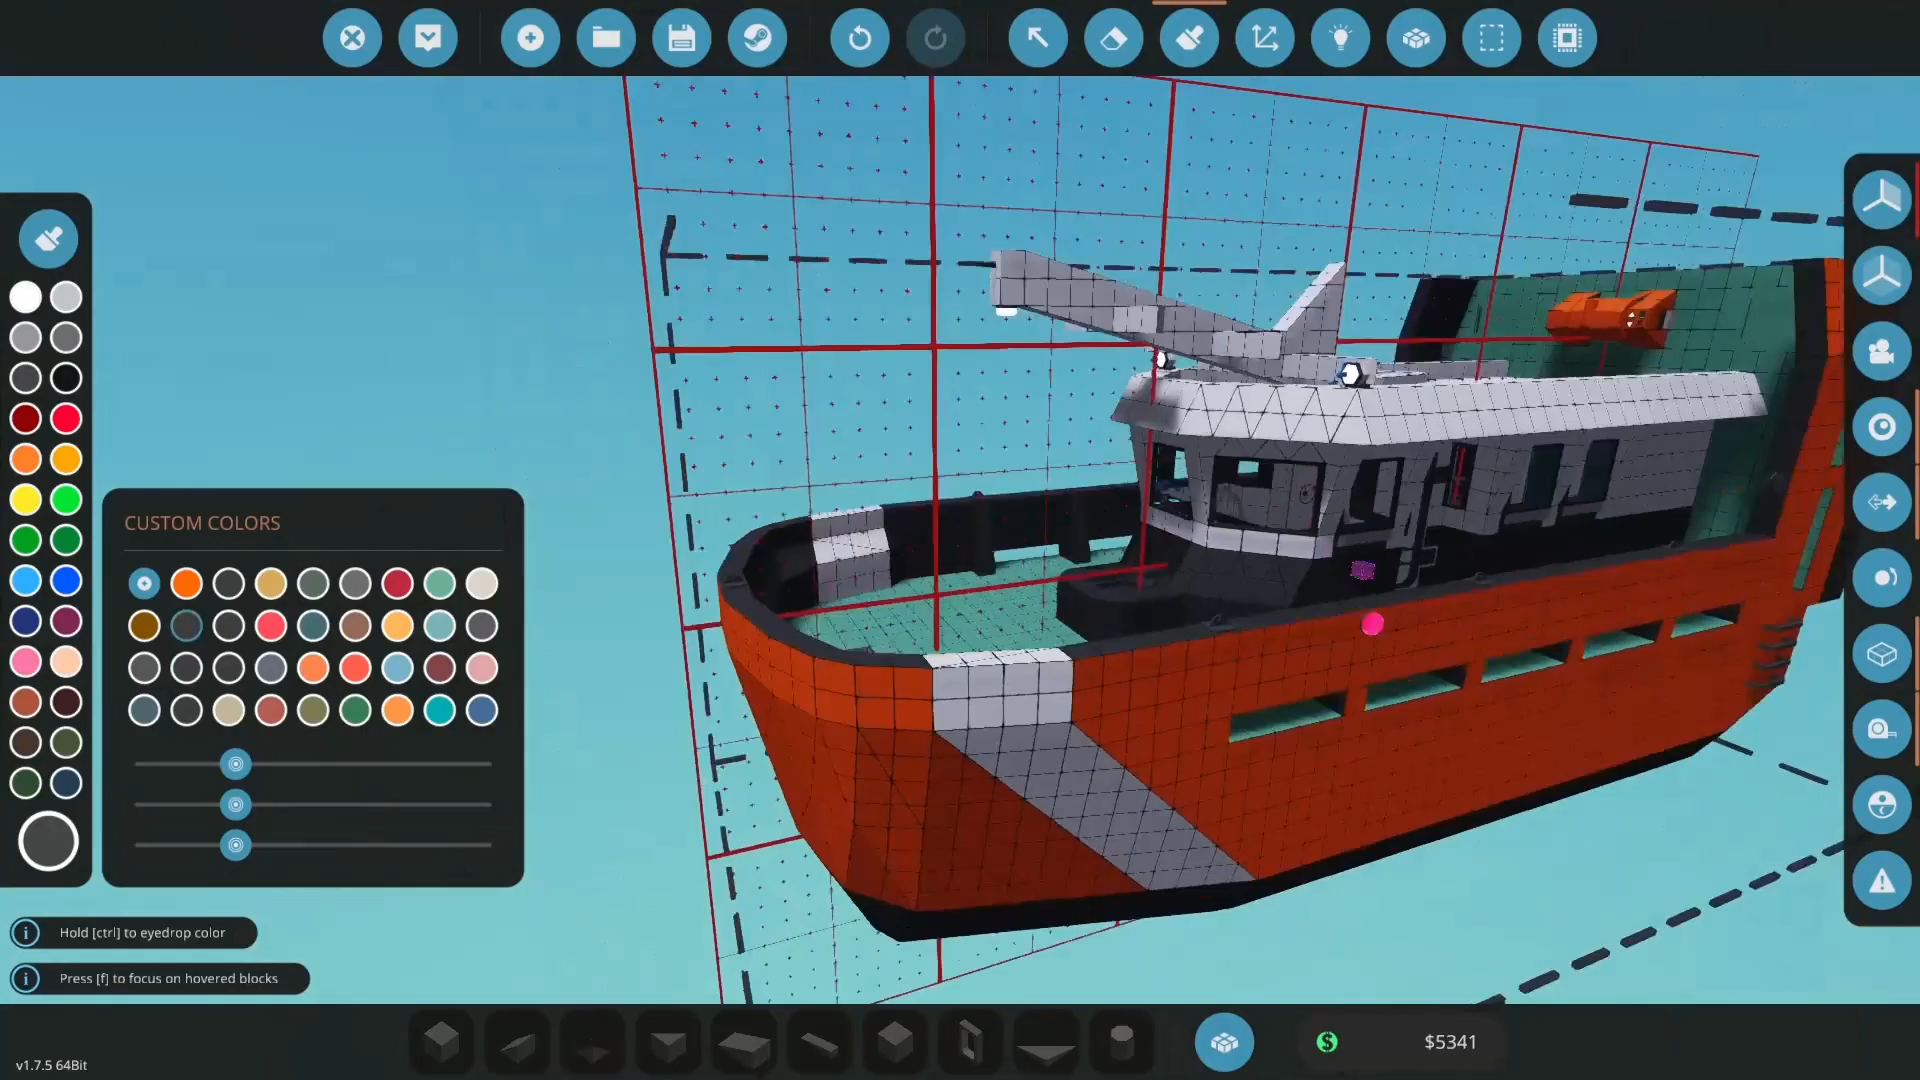 CUSTOM COLORS
Hold [ctrl] to eyedrop color
Press [f] to focus on hovered blocks
$5341
v1.7.5 64Bit